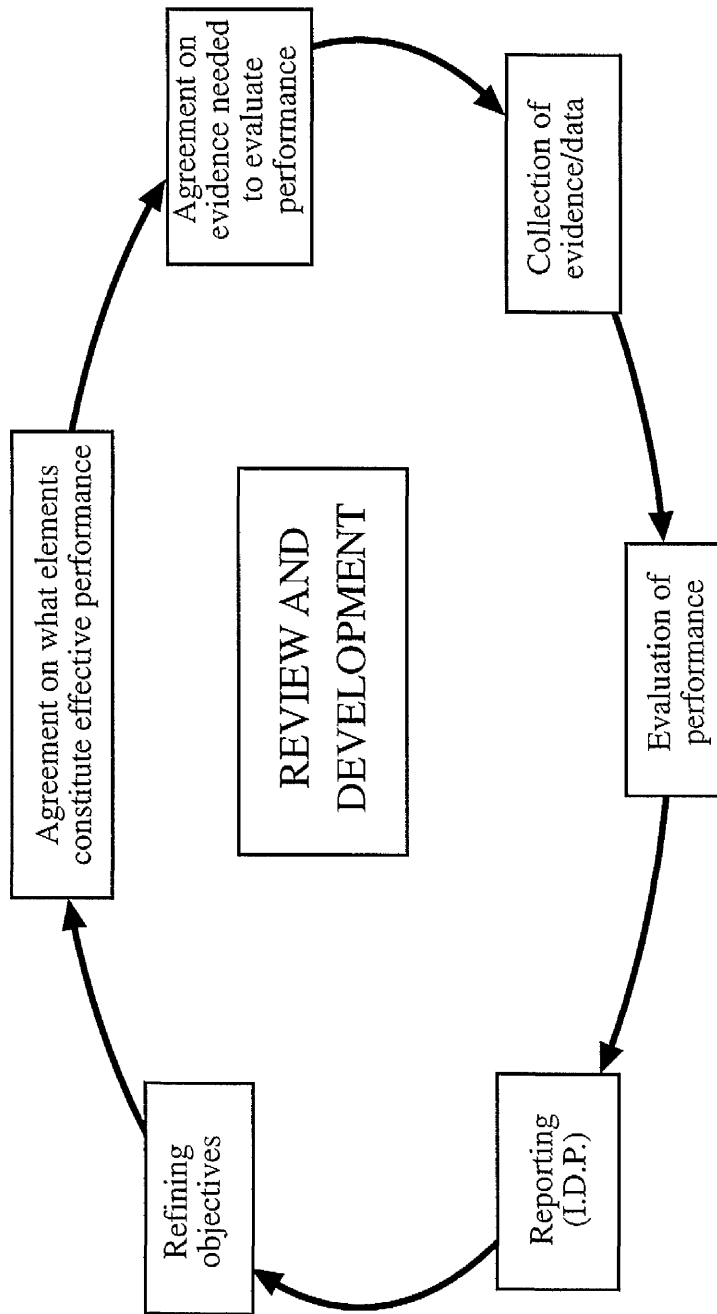 Agreement on what elements
constitute effective performance
Agreement on
evidence needed
to evaluate
performance
Collection of
evidence/data
Evaluation of
performance
Reporting
(I.D.P.)
Refining
objectives
REVIEW AND
DEVELOPMENT